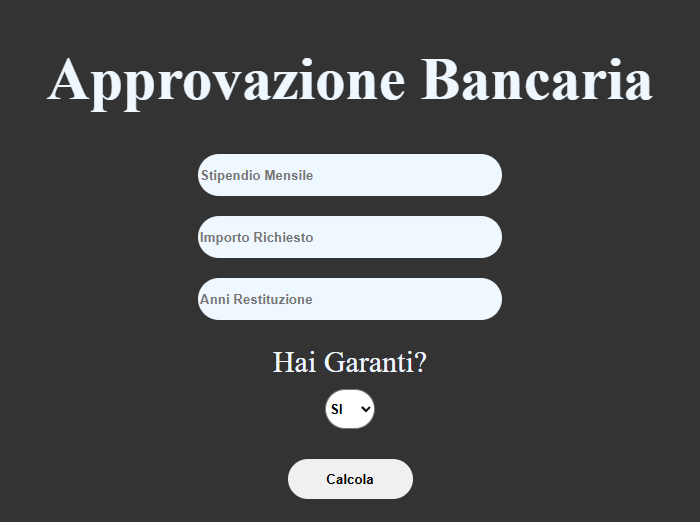 Approvazione Bancaria
Stipendio Mensile
Importo Richiesto
Anni Restituzione
Hai Garanti?
SI
Calcola